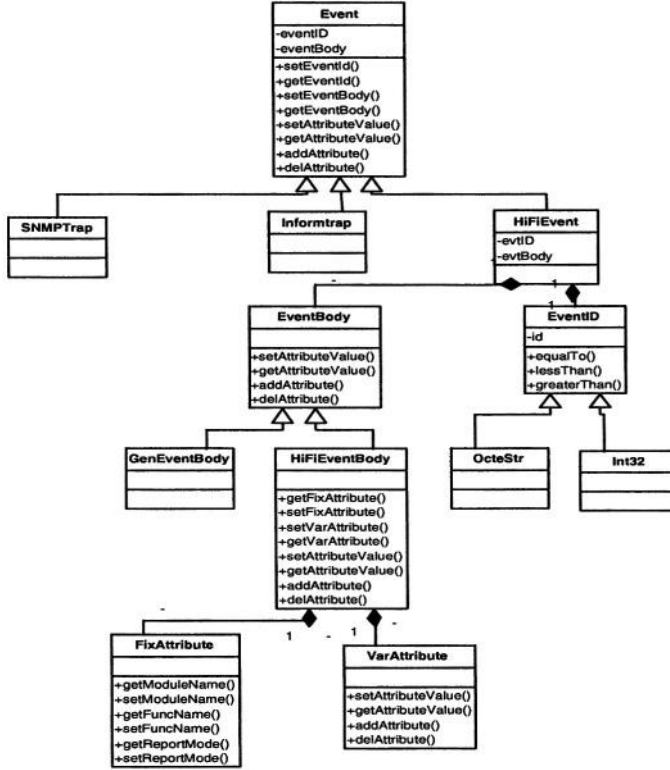 Event
-eventID
-eventBody
+setEventId()
+getEventId()
+setEventBody()
+getEventBody()
+setAttributeValue()
+getAttributeValue()
+addAttribute()
+delAttribute()
SNMPTrap
Informtrap
HiFiEvent
-evtID
-evtBody
-
1
1
EventBody
+setAttributeValue()
+getAttributeValue()
+addAttribute()
+delAttribute()
EventID
-id
+equalTo()
+lessThan()
+greaterThan()
GenEventBody
HiFiEventBody
+getFixAttribute()
+setFixAttribute()
+setVarAttribute()
+getVarAttribute()
+setAttributeValue()
+getAttributeValue()
+addAttribute()
+delAttribute()
OcteStr
Int32
-
1
-
1
-
FixAttribute
+getModuleName()
+setModuleName()
+getFuncName()
+setFuncName()
+getReportMode()
+setReportMode()
VarAttribute
+setAttributeValue()
+getAttributeValue()
+addAttribute()
+delAttribute()